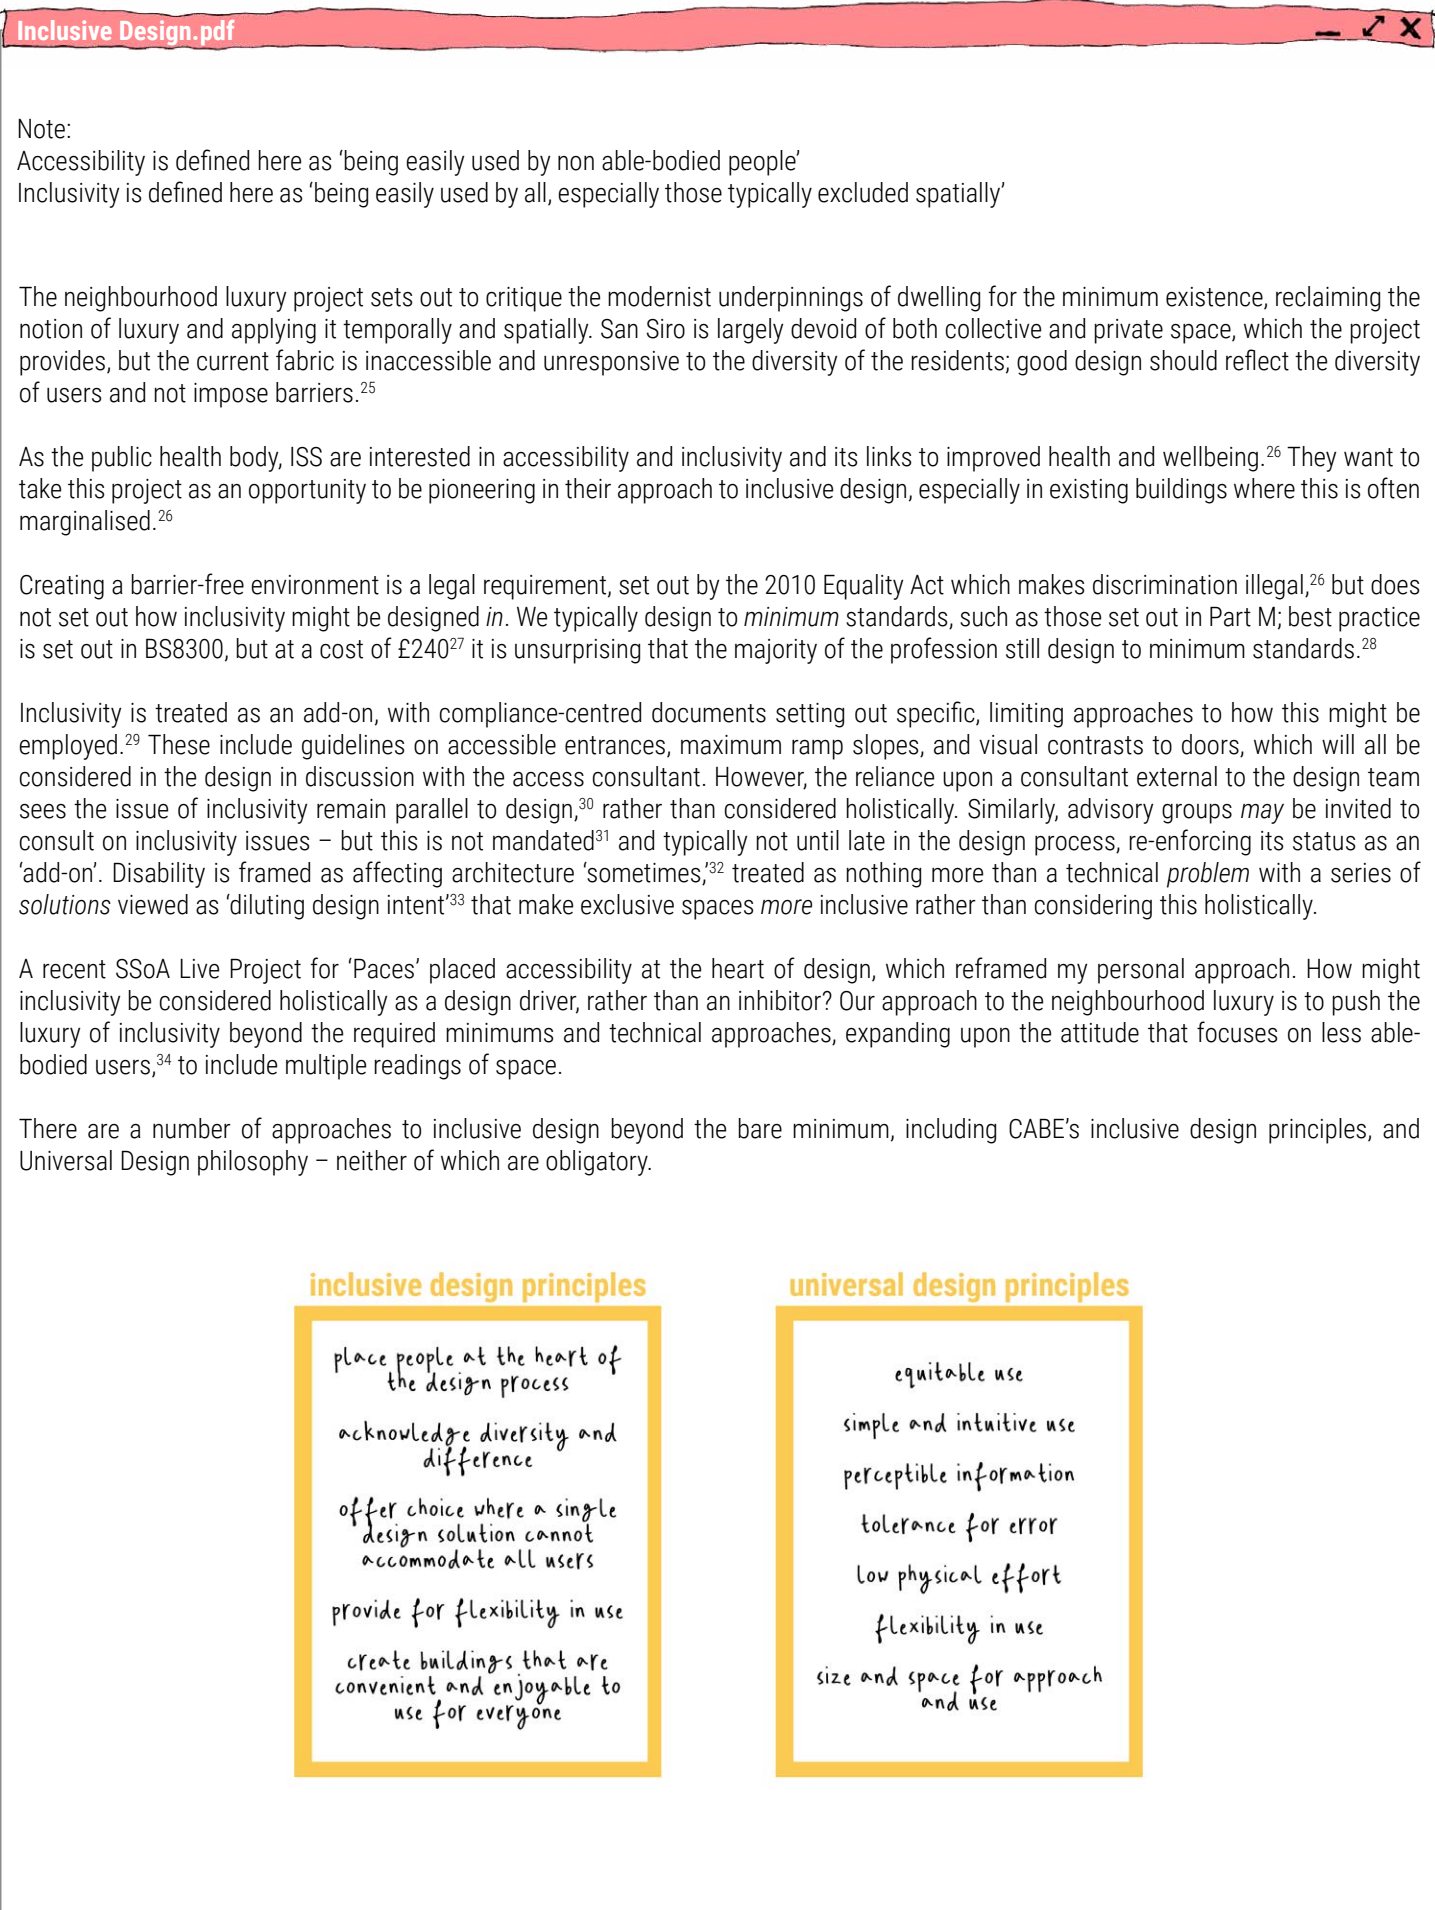 Inclusive Design.pdf
Note:
Accessibility is defined here as ‘being easily used by non able-bodied people’
Inclusivity is defined here as ‘being easily used by all, especially those typically excluded spatially’
The neighbourhood luxury project sets out to critique the modernist underpinnings of dwelling for the minimum existence, reclaiming the
notion of luxury and applying it temporally and spatially. San Siro is largely devoid of both collective and private space, which the project
provides, but the current fabric is inaccessible and unresponsive to the diversity of the residents; good design should reflect the diversity
of users and not impose barriers.25
As the public health body, ISS are interested in accessibility and inclusivity and its links to improved health and wellbeing.26 They want to
take this project as an opportunity to be pioneering in their approach to inclusive design, especially in existing buildings where this is often
marginalised.26
Creating a barrier-free environment is a legal requirement, set out by the 2010 Equality Act which makes discrimination illegal,26 but does
not set out how inclusivity might be designed in. We typically design to minimum standards, such as those set out in Part M; best practice
is set out in BS8300, but at a cost of £24027 it is unsurprising that the majority of the profession still design to minimum standards.28
Inclusivity is treated as an add-on, with compliance-centred documents setting out specific, limiting approaches to how this might be
employed.29 These include guidelines on accessible entrances, maximum ramp slopes, and visual contrasts to doors, which will all be
considered in the design in discussion with the access consultant. However, the reliance upon a consultant external to the design team
sees the issue of inclusivity remain parallel to design,30 rather than considered holistically. Similarly, advisory groups may be invited to
consult on inclusivity issues – but this is not mandated31 and typically not until late in the design process, re-enforcing its status as an
‘add-on’. Disability is framed as affecting architecture ‘sometimes,’32 treated as nothing more than a technical problem with a series of
solutions viewed as ‘diluting design intent’33 that make exclusive spaces more inclusive rather than considering this holistically.
A recent SSoA Live Project for ‘Paces’ placed accessibility at the heart of design, which reframed my personal approach. How might
inclusivity be considered holistically as a design driver, rather than an inhibitor? Our approach to the neighbourhood luxury is to push the
luxury of inclusivity beyond the required minimums and technical approaches, expanding upon the attitude that focuses on less able-
bodied users,34 to include multiple readings of space.
There are a number of approaches to inclusive design beyond the bare minimum, including CABE’s inclusive design principles, and
Universal Design philosophy – neither of which are obligatory.
inclusive design principles
place people at the heart of
the design process
acknowledge diversity and
difference
offer choice where a single
design solution cannot
accommodate all users
provide for flexibility in use
create buildings that are
convenient and enjoyable to
use for everyone
universal design principles
equitable use
simple and intuitive use
perceptible information
tolerance for error
low physical effort
flexibility in use
size and space for approach
and use